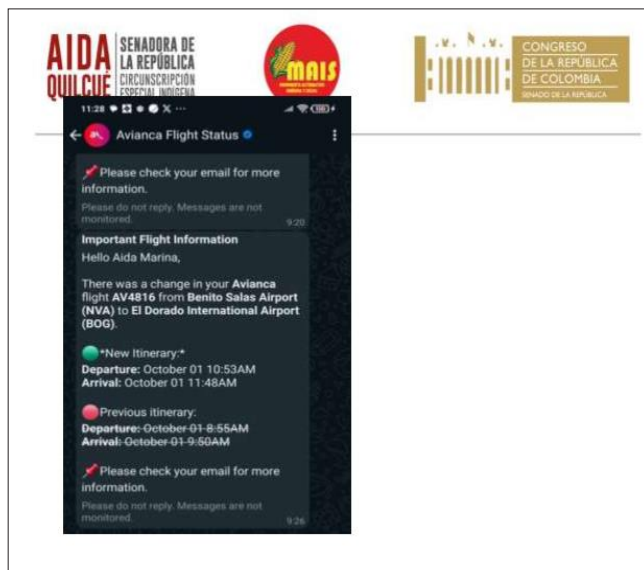 AIDA QUILCUÉ
SENADORA DE
LA REPÚBLICA
CIRCUNSCRIPCIÓN
ESPECIAL INDÍGENA
MAIS
CONGRESO
DE LA REPÚBLICA
DE COLOMBIA
SENADO DE LA REPÚBLICA
11:28
Avianca Flight Status
Please check your email for more
information.
Please do not reply. Messages are not
monitored.
9:20
Important Flight Information
Hello Aida Marina,
There was a change in your Avianca
flight AV4816 from Benito Salas Airport
(NVA) to El Dorado International Airport
(BOG).
*New Itinerary:*
Departure: October 01 10:53AM
Arrival: October 01 11:48AM
Previous itinerary:
Departure: October 01 8:55AM
Arrival: October 01 9:50AM
Please check your email for more
information.
Please do not reply. Messages are not
monitored.
9:26